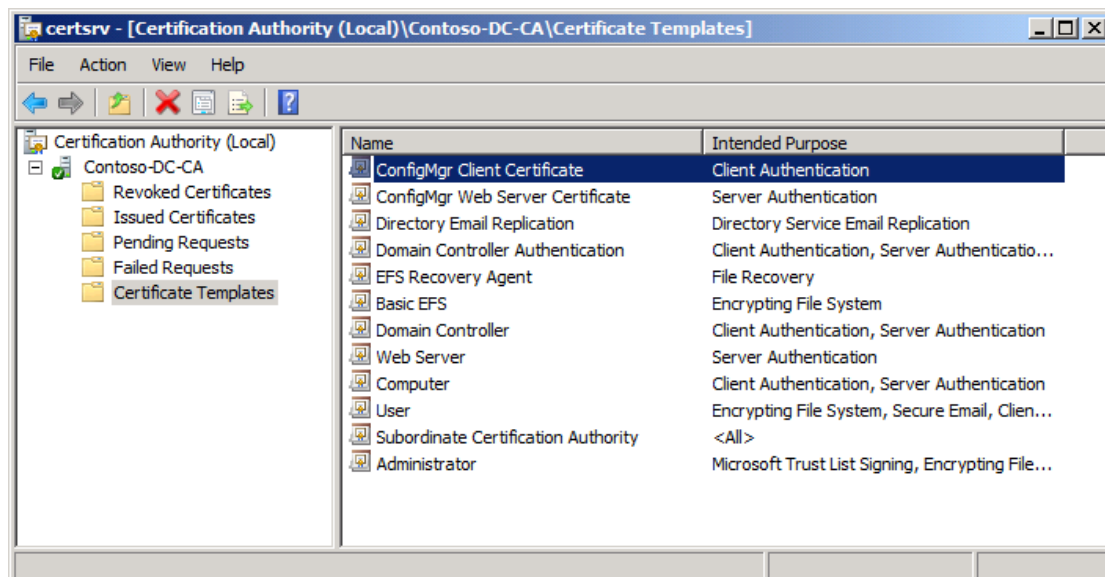 certsrv - [Certification Authority (Local)\Contoso-DC-CA\Certificate Templates]
File Action View Help
Certification Authority (Local)
Contoso-DC-CA
Revoked Certificates
Issued Certificates
Pending Requests
Failed Requests
Certificate Templates
Name Intended Purpose
ConfigMgr Client Certificate Client Authentication
ConfigMgr Web Server Certificate Server Authentication
Directory Email Replication Directory Service Email Replication
Domain Controller Authentication Client Authentication, Server Authenticatio...
EFS Recovery Agent File Recovery
Basic EFS Encrypting File System
Domain Controller Client Authentication, Server Authentication
Web Server Server Authentication
Computer Client Authentication, Server Authentication
User Encrypting File System, Secure Email, Clien...
Subordinate Certification Authority <All>
Administrator Microsoft Trust List Signing, Encrypting File...